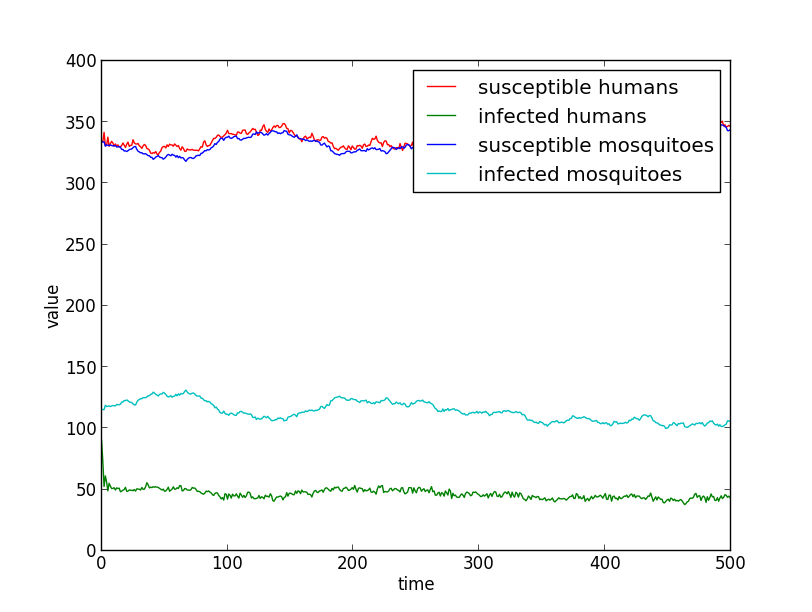 400
350
300
250
200
150
100
50
0
value
susceptible humans
infected humans
susceptible mosquitoes
infected mosquitoes
0 100 200 300 400 500
time